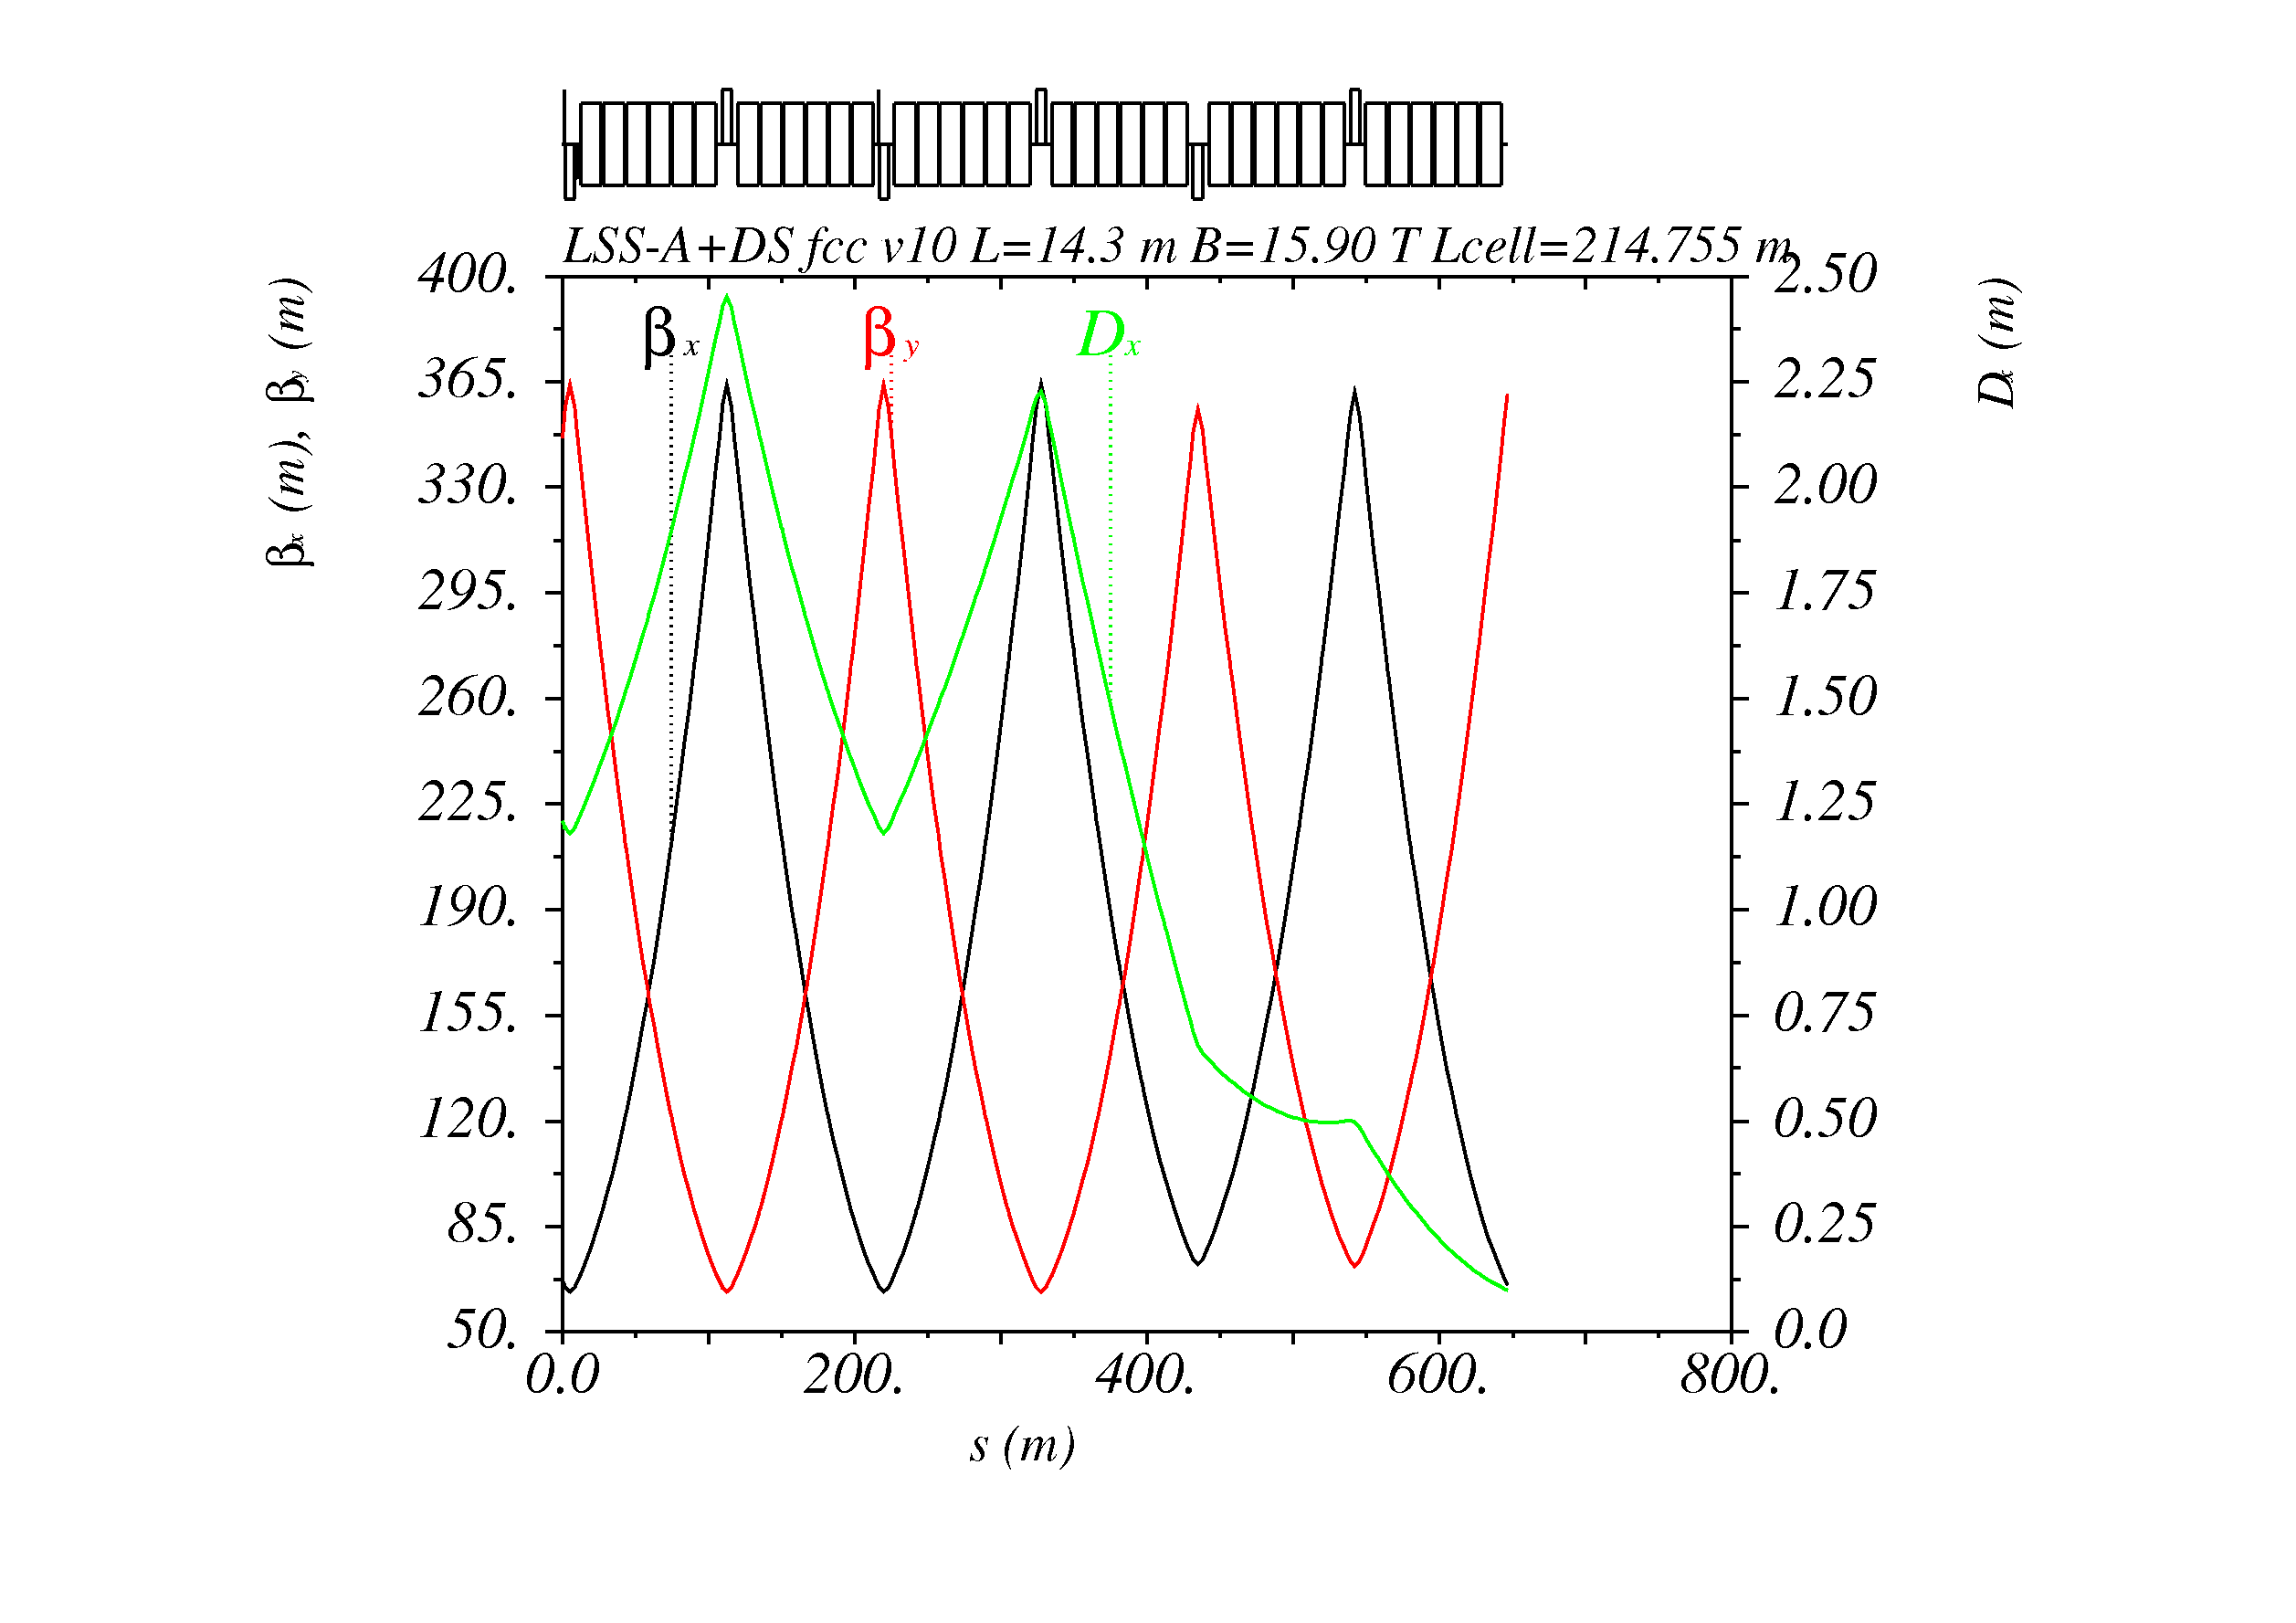 LSS-A+DS fcc v10 L=14.3 m B=15.90 T Lcell=214.755 m
βx (m), βy (m)
400.
365.
330.
295.
260.
225.
190.
155.
120.
85.
50.
βx
βy
Dx
2.50
2.25
2.00
1.75
1.50
1.25
1.00
0.75
0.50
0.25
0.0
Dx (m)
0.0 200. 400. 600. 800.
s (m)